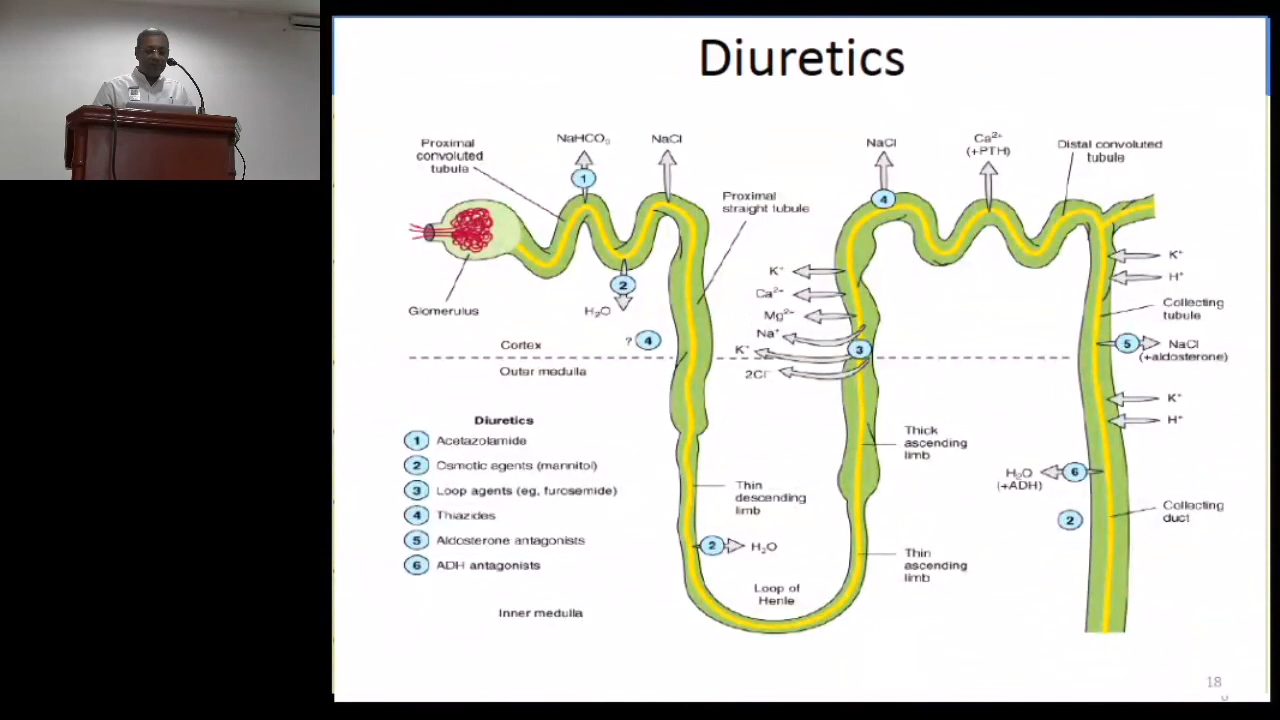 Diuretics
Proximal
convoluted
tubule
NaHCO₃
NaCl
Proximal
straight tubule
NaCl
Ca²⁺
(+PTH)
Distal convoluted
tubule
1
4
2
H₂O
Glomerulus
? 4
Cortex
Outer medulla
K⁺
Ca²⁺
Mg²⁺
Na⁺
K⁺
2Cl⁻
3
K⁺
H⁺
Collecting
tubule
5
NaCl
(+aldosterone)
K⁺
H⁺
Diuretics
1 Acetazolamide
2 Osmotic agents (mannitol)
3 Loop agents (eg, furosemide)
4 Thiazides
5 Aldosterone antagonists
6 ADH antagonists
Inner medulla
Thin
descending
limb
2 H₂O
Loop of
Henle
Thick
ascending
limb
Thin
ascending
limb
H₂O
(+ADH)
6
2
Collecting
duct
18